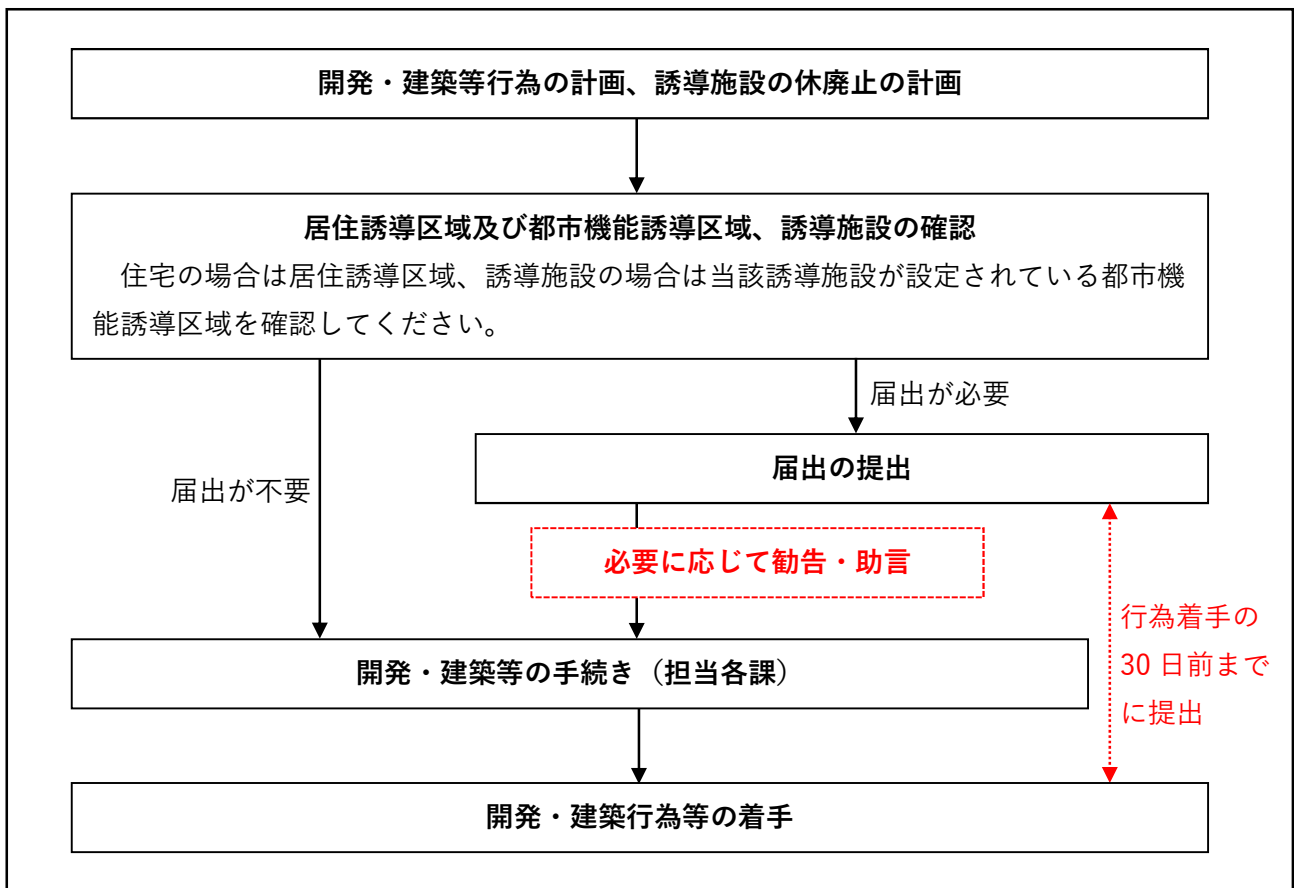 開発・建築等行為の計画、誘導施設の休廃止の計画
居住誘導区域及び都市機能誘導区域、誘導施設の確認
住宅の場合は居住誘導区域、誘導施設の場合は当該誘導施設が設定されている都市機
能誘導区域を確認してください。
届出が必要
届出の提出
届出が不要
必要に応じて勧告・助言
行為着手の
30 日前まで
に提出
開発・建築等の手続き（担当各課）
開発・建築行為等の着手